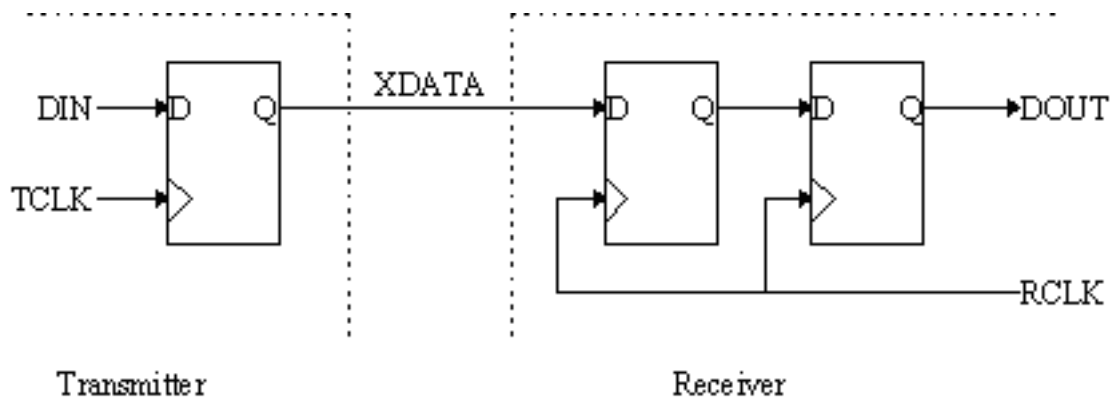 XDATA
DIN D Q D Q D Q DOUT
TCLK
RCLK
Transmitter Receiver